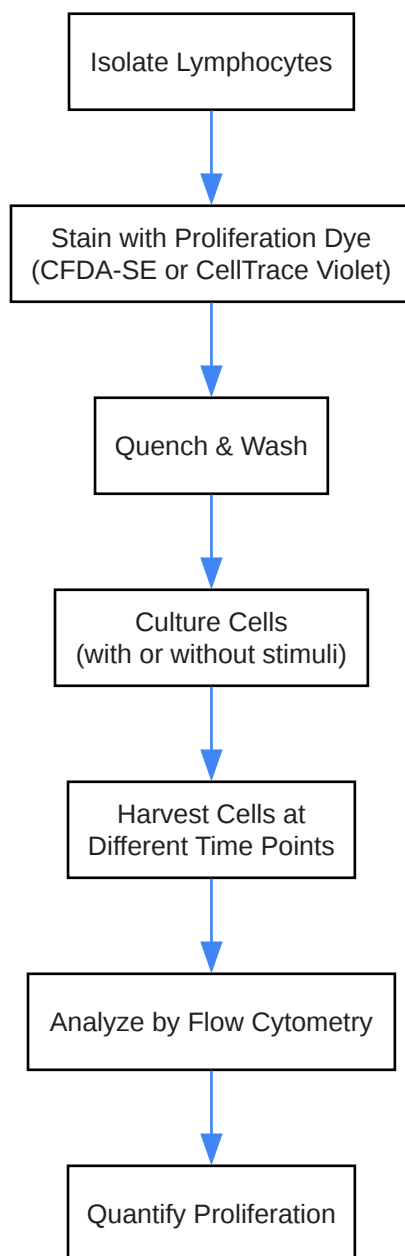 Isolate Lymphocytes
Stain with Proliferation Dye
(CFDA-SE or CellTrace Violet)
Quench & Wash
Culture Cells
(with or without stimuli)
Harvest Cells at
Different Time Points
Analyze by Flow Cytometry
Quantify Proliferation